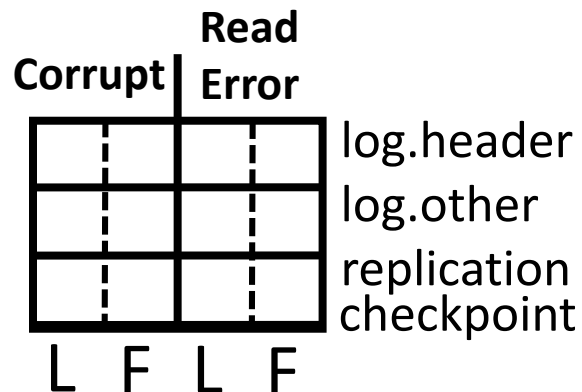 Read
Corrupt Error
log.header
log.other
replication
checkpoint
L F L F